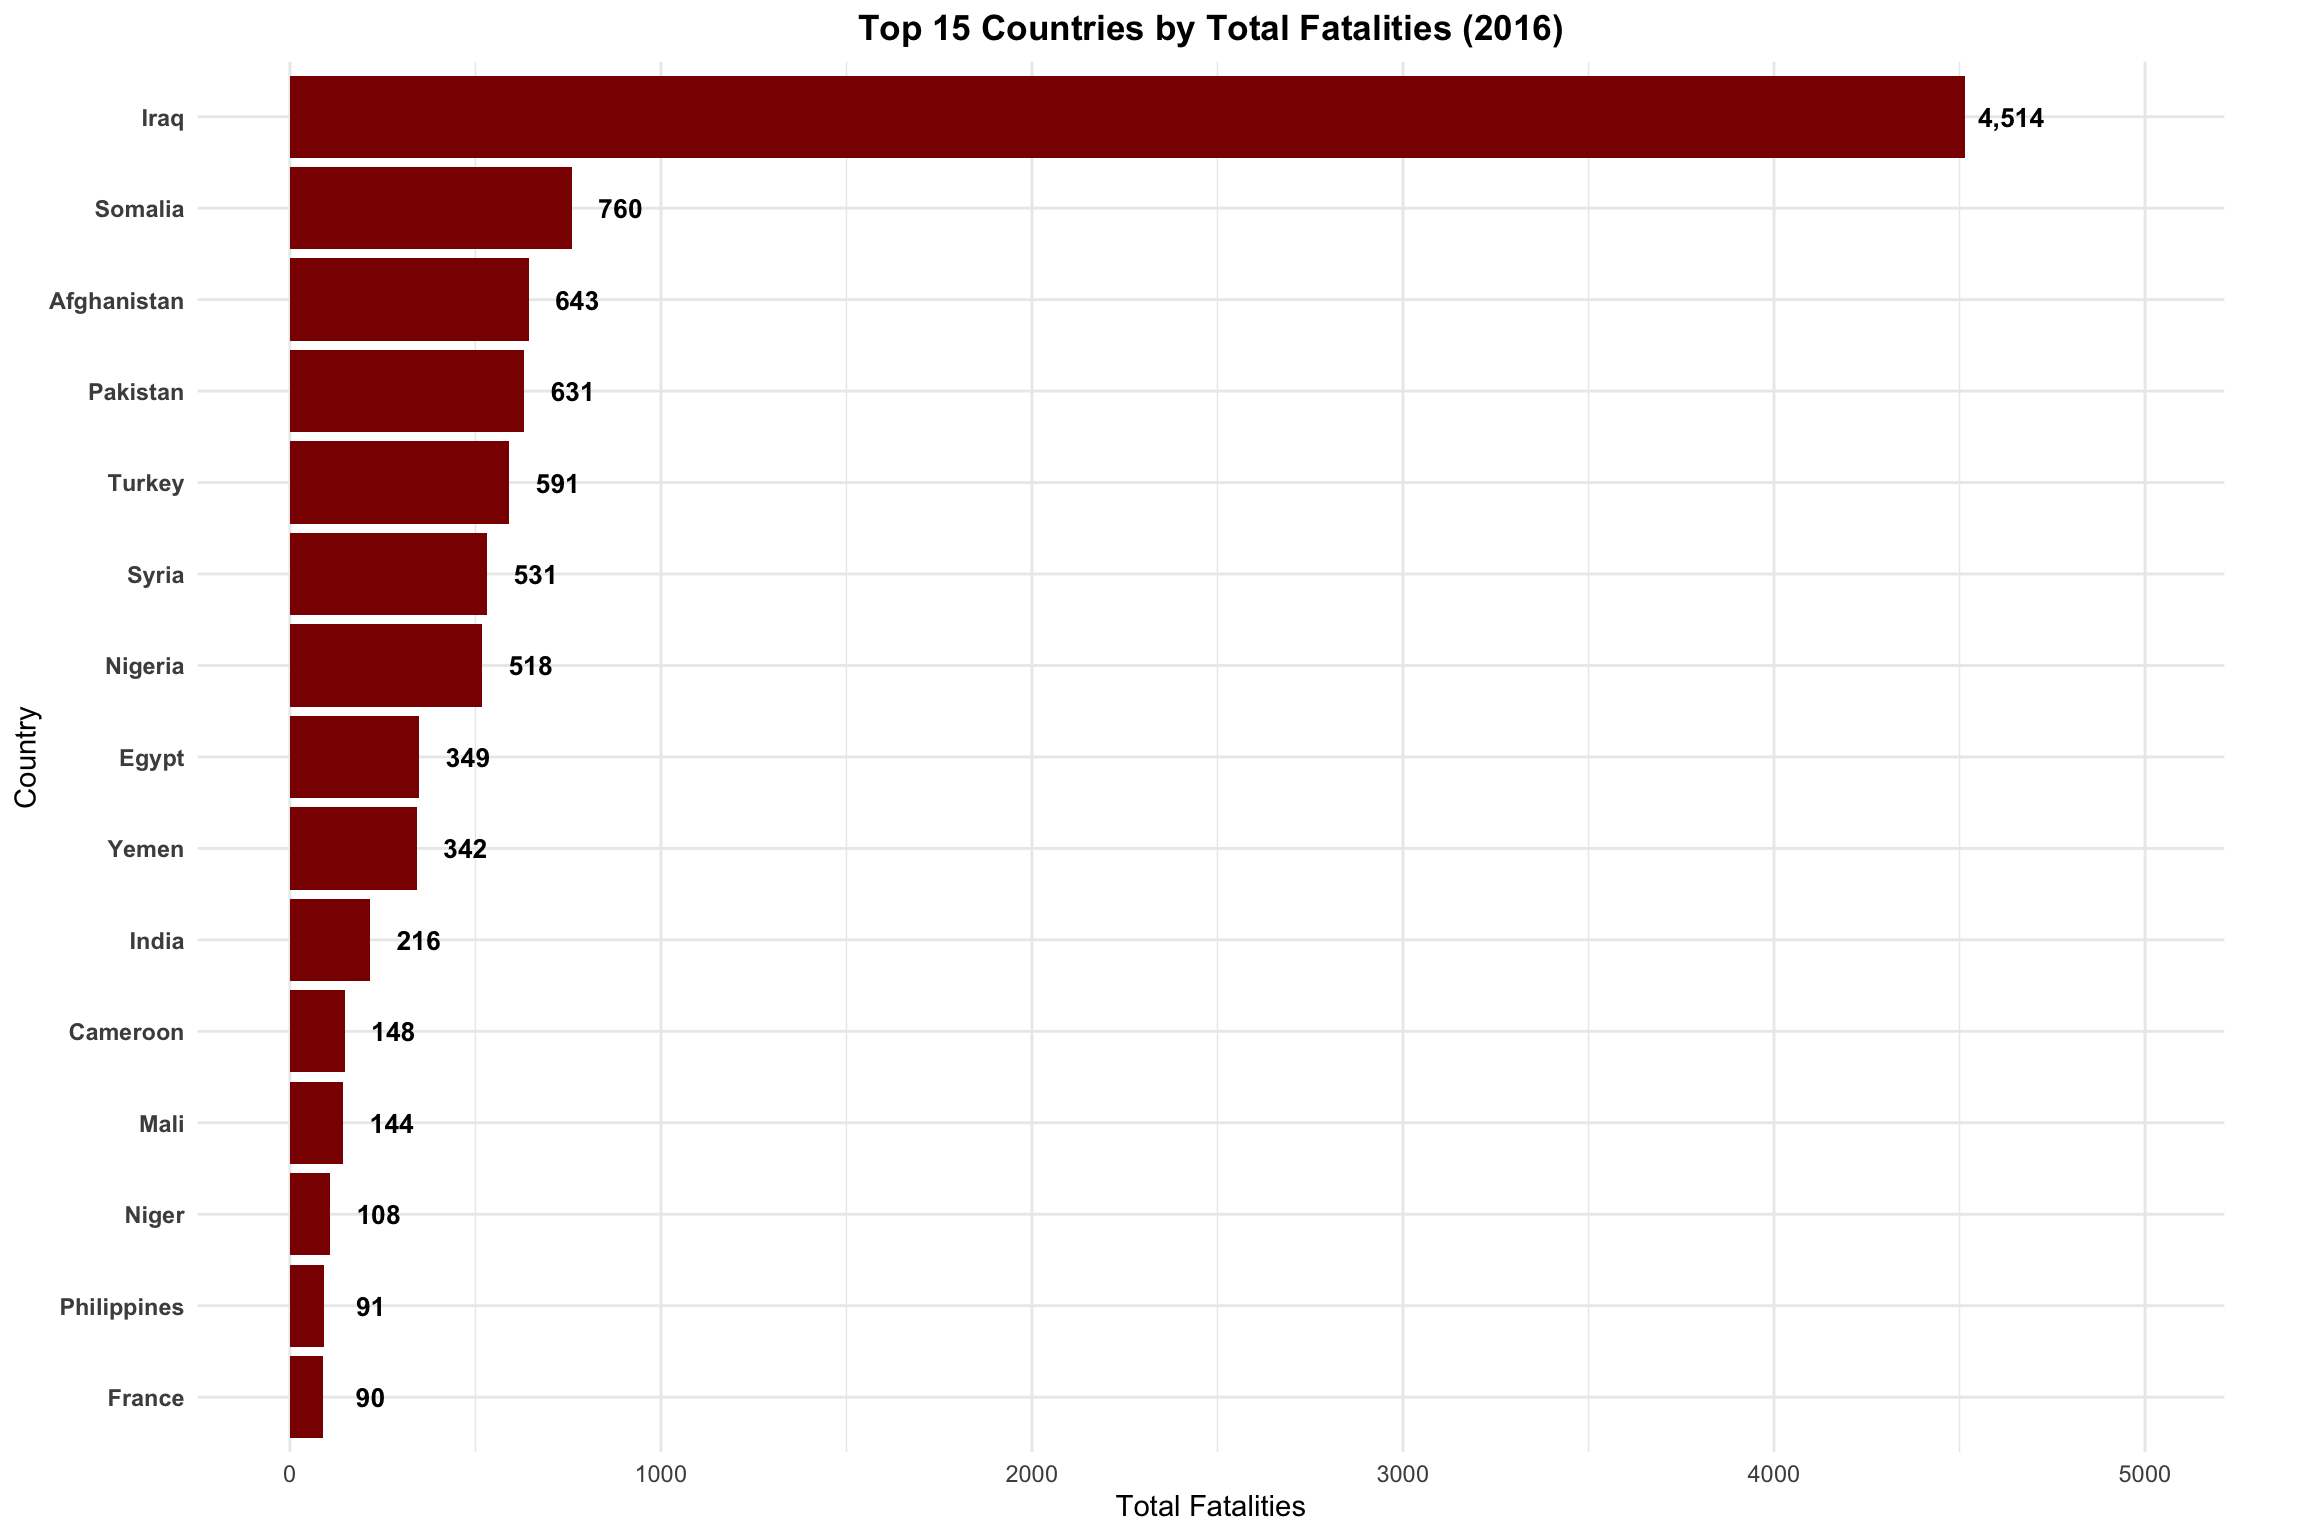 Top 15 Countries by Total Fatalities (2016)
Country
Iraq 4,514
Somalia 760
Afghanistan 643
Pakistan 631
Turkey 591
Syria 531
Nigeria 518
Egypt 349
Yemen 342
India 216
Cameroon 148
Mali 144
Niger 108
Philippines 91
France 90
0 1000 2000 3000 4000 5000
Total Fatalities